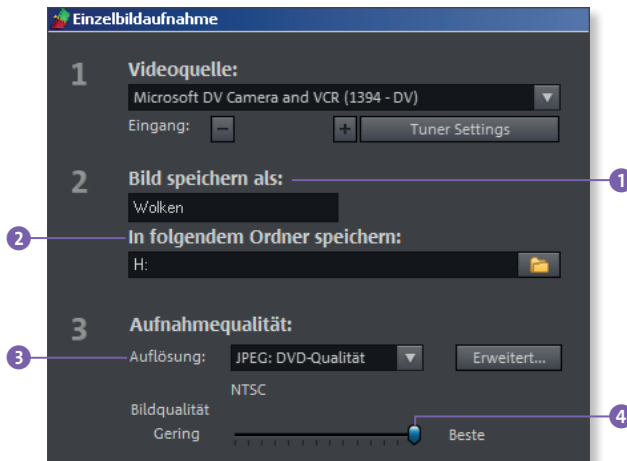 Einzelbildaufnahme
1 Videoquelle:
Microsoft DV Camera and VCR (1394 - DV)
Eingang: - + Tuner Settings
2 Bild speichern als: 1
Wolken
2 In folgendem Ordner speichern:
H:
3 Aufnahmequalität:
3 Auflösung: JPEG: DVD-Qualität Erweitert...
NTSC
Bildqualität
Gering Beste 4